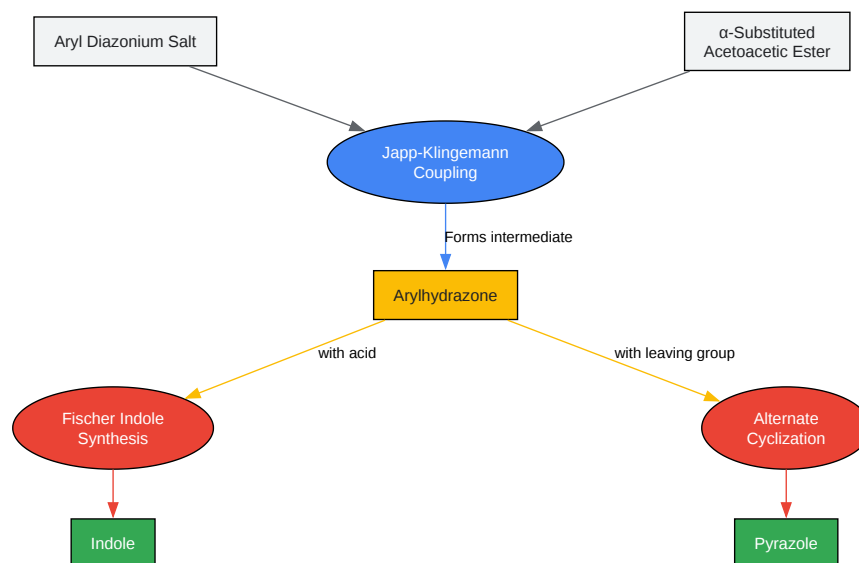 Aryl Diazonium Salt
α-Substituted
Acetoacetic Ester
Japp-Klingemann
Coupling
Forms intermediate
Arylhydrazone
with acid
with leaving group
Fischer Indole
Synthesis
Alternate
Cyclization
Indole
Pyrazole